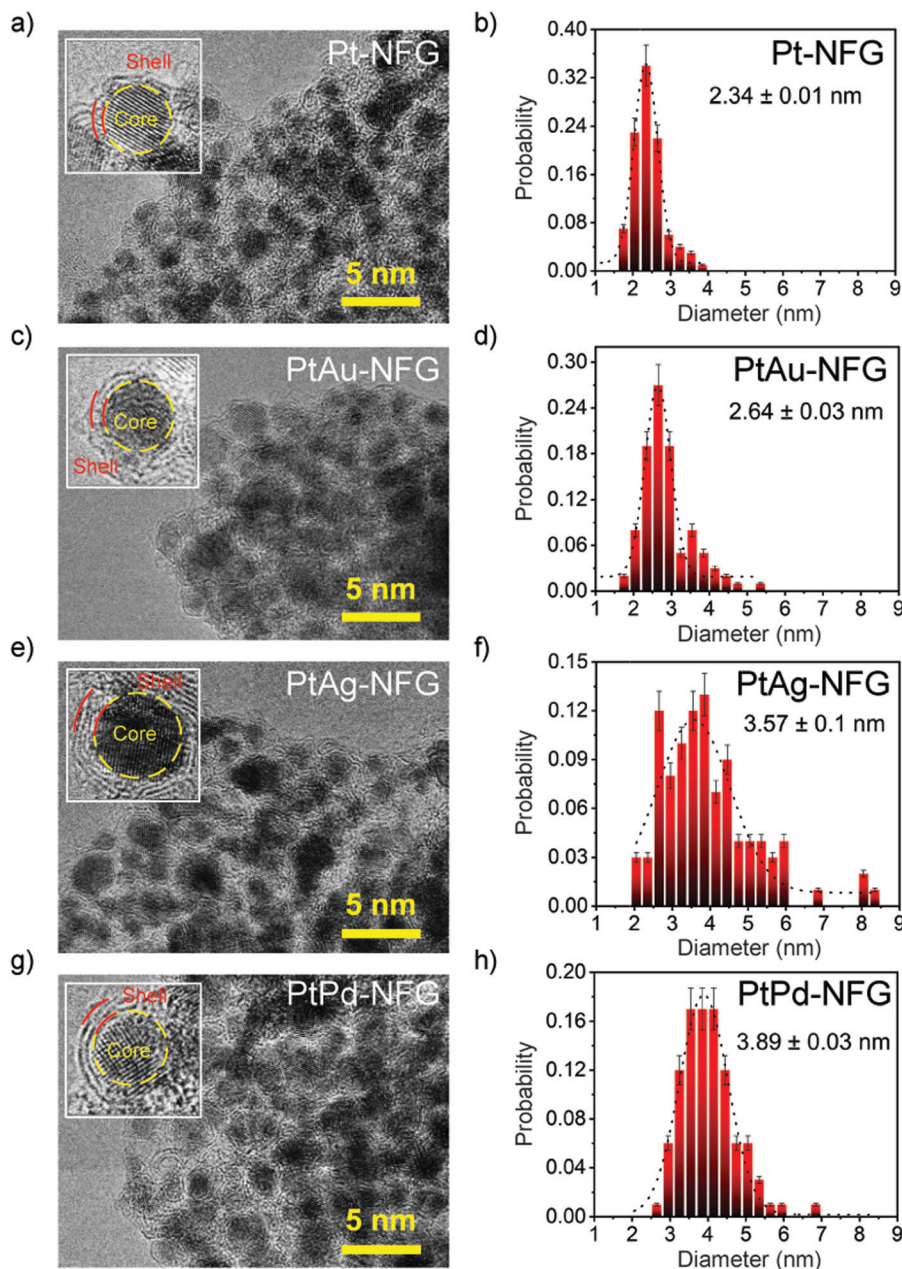 a)
Shell
Core
Pt-NFG
5 nm
b)
Pt-NFG
2.34 ± 0.01 nm
Probability
0.40
0.32
0.24
0.16
0.08
0.00
1 2 3 4 5 6 7 8 9
Diameter (nm)
c)
Core
Shell
PtAu-NFG
5 nm
d)
PtAu-NFG
2.64 ± 0.03 nm
Probability
0.30
0.24
0.18
0.12
0.06
0.00
1 2 3 4 5 6 7 8 9
Diameter (nm)
e)
Shell
Core
PtAg-NFG
5 nm
f)
PtAg-NFG
3.57 ± 0.1 nm
Probability
0.15
0.12
0.09
0.06
0.03
0.00
1 2 3 4 5 6 7 8 9
Diameter (nm)
g)
Shell
Core
PtPd-NFG
5 nm
h)
PtPd-NFG
3.89 ± 0.03 nm
Probability
0.20
0.16
0.12
0.08
0.04
0.00
1 2 3 4 5 6 7 8 9
Diameter (nm)